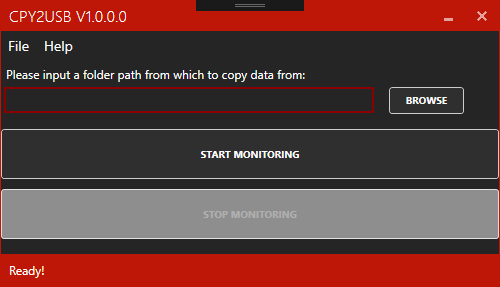 CPY2USB V1.0.0.0
File Help
Please input a folder path from which to copy data from:
BROWSE
START MONITORING
STOP MONITORING
Ready!